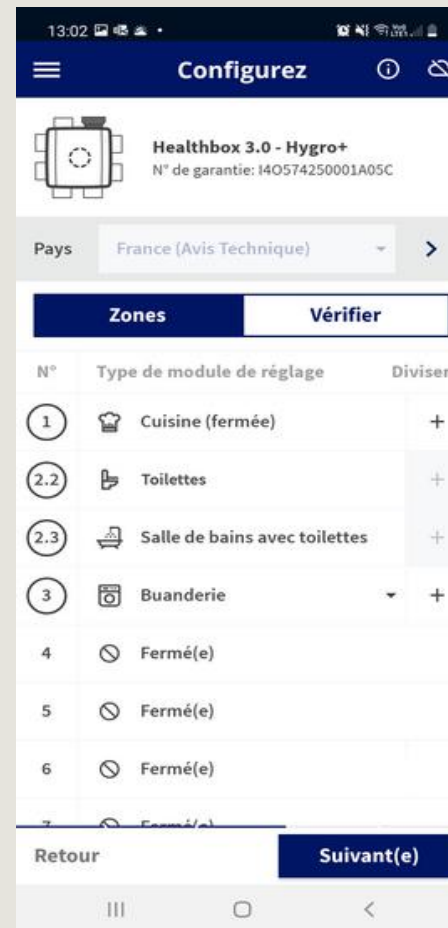 13:02
Configurez
Healthbox 3.0 - Hygro+
N° de garantie: I4O574250001A05C
Pays France (Avis Technique)
Zones Vérifier
N° Type de module de réglage Diviser
1 Cuisine (fermée) +
2.2 Toilettes +
2.3 Salle de bains avec toilettes +
3 Buanderie +
4 Fermé(e)
5 Fermé(e)
6 Fermé(e)
7 Fermé(e)
Retour Suivant(e)